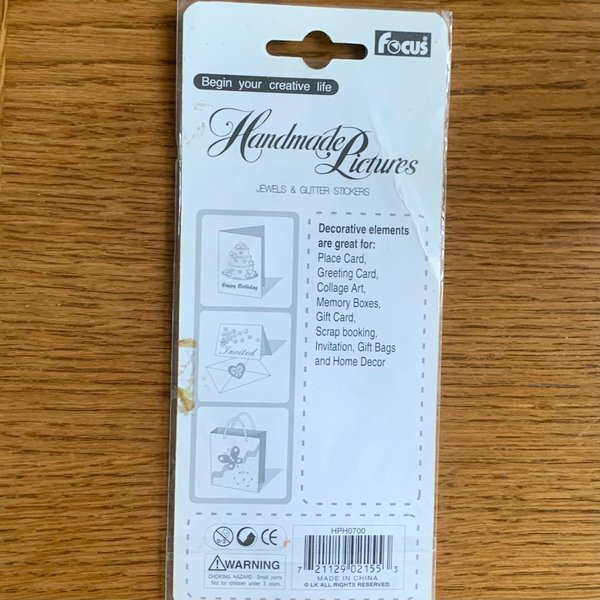 Focus
Begin your creative life
Handmade
Pictures
JEWELS & GLITTER STICKERS
Happy Birthday
Invited
Decorative elements
are great for:
Place Card,
Greeting Card,
Collage Art,
Memory Boxes,
Gift Card,
Scrap booking,
Invitation, Gift Bags
and Home Decor
0-3
CE
WARNING
CHOKING HAZARD - Small parts,
Not for children under 3 years.
HPH0700
7 21129 02155 3
MADE IN CHINA
© LK ALL RIGHTS RESERVED.